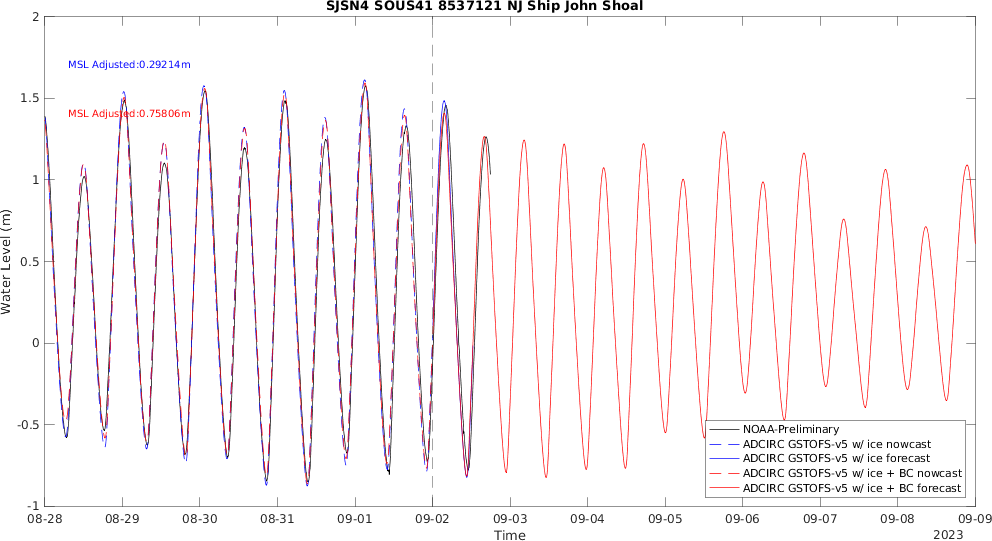 SJSN4 SOUS41 8537121 NJ Ship John Shoal
2
1.5
1
0.5
0
-0.5
-1
Water Level (m)
MSL Adjusted:0.29214m
MSL Adjusted:0.75806m
NOAA-Preliminary
ADCIRC GSTOFS-v5 w/ ice nowcast
ADCIRC GSTOFS-v5 w/ ice forecast
ADCIRC GSTOFS-v5 w/ ice + BC nowcast
ADCIRC GSTOFS-v5 w/ ice + BC forecast
08-28 08-29 08-30 08-31 09-01 09-02 09-03 09-04 09-05 09-06 09-07 09-08 09-09
Time
2023